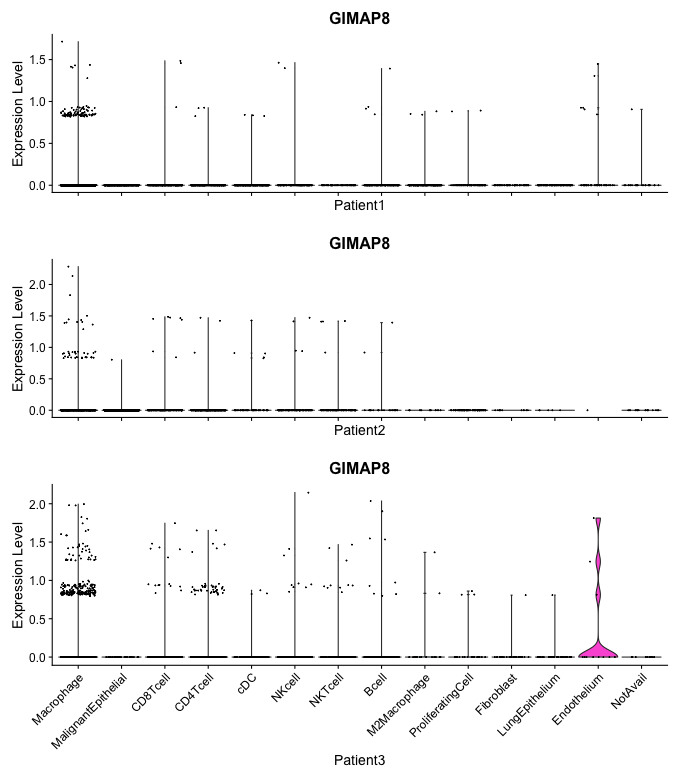 GIMAP8
Expression Level
1.5
1.0
0.5
0.0
Patient1
GIMAP8
Expression Level
2.0
1.5
1.0
0.5
0.0
Patient2
GIMAP8
Expression Level
2.0
1.5
1.0
0.5
0.0
Macrophage
MalignantEpithelial
CD8Tcell
CD4Tcell
cDC
NKcell
NKTcell
Bcell
M2Macrophage
ProliferatingCell
Fibroblast
LungEpithelium
Endothelium
NotAvail
Patient3